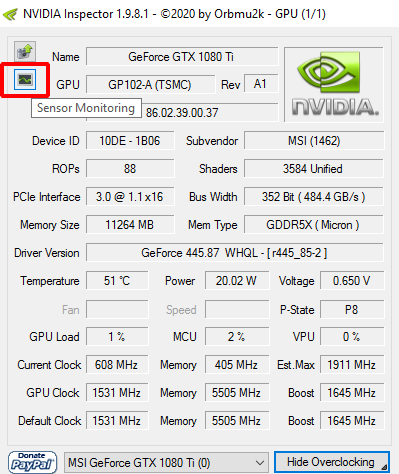 NVIDIA Inspector 1.9.8.1 - ©2020 by Orbmu2k - GPU (1/1)
Name GeForce GTX 1080 Ti
GPU GP102-A (TSMC) Rev A1
Sensor Monitoring 86.02.39.00.37
NVIDIA.
Device ID 10DE - 1B06 Subvendor MSI (1462)
ROPs 88 Shaders 3584 Unified
PCIe Interface 3.0 @ 1.1 x16 Bus Width 352 Bit ( 484.4 GB/s )
Memory Size 11264 MB Mem Type GDDR5X ( Micron )
Driver Version GeForce 445.87 WHQL - [ r445_85-2 ]
Temperature 51 °C Power 20.02 W Voltage 0.650 V
Fan Speed P-State P8
GPU Load 1 % MCU 2 % VPU 0 %
Current Clock 608 MHz Memory 405 MHz Est.Max 1911 MHz
GPU Clock 1531 MHz Memory 5505 MHz Boost 1645 MHz
Default Clock 1531 MHz Memory 5505 MHz Boost 1645 MHz
Donate
PayPal
MSI GeForce GTX 1080 Ti (0) Hide Overclocking